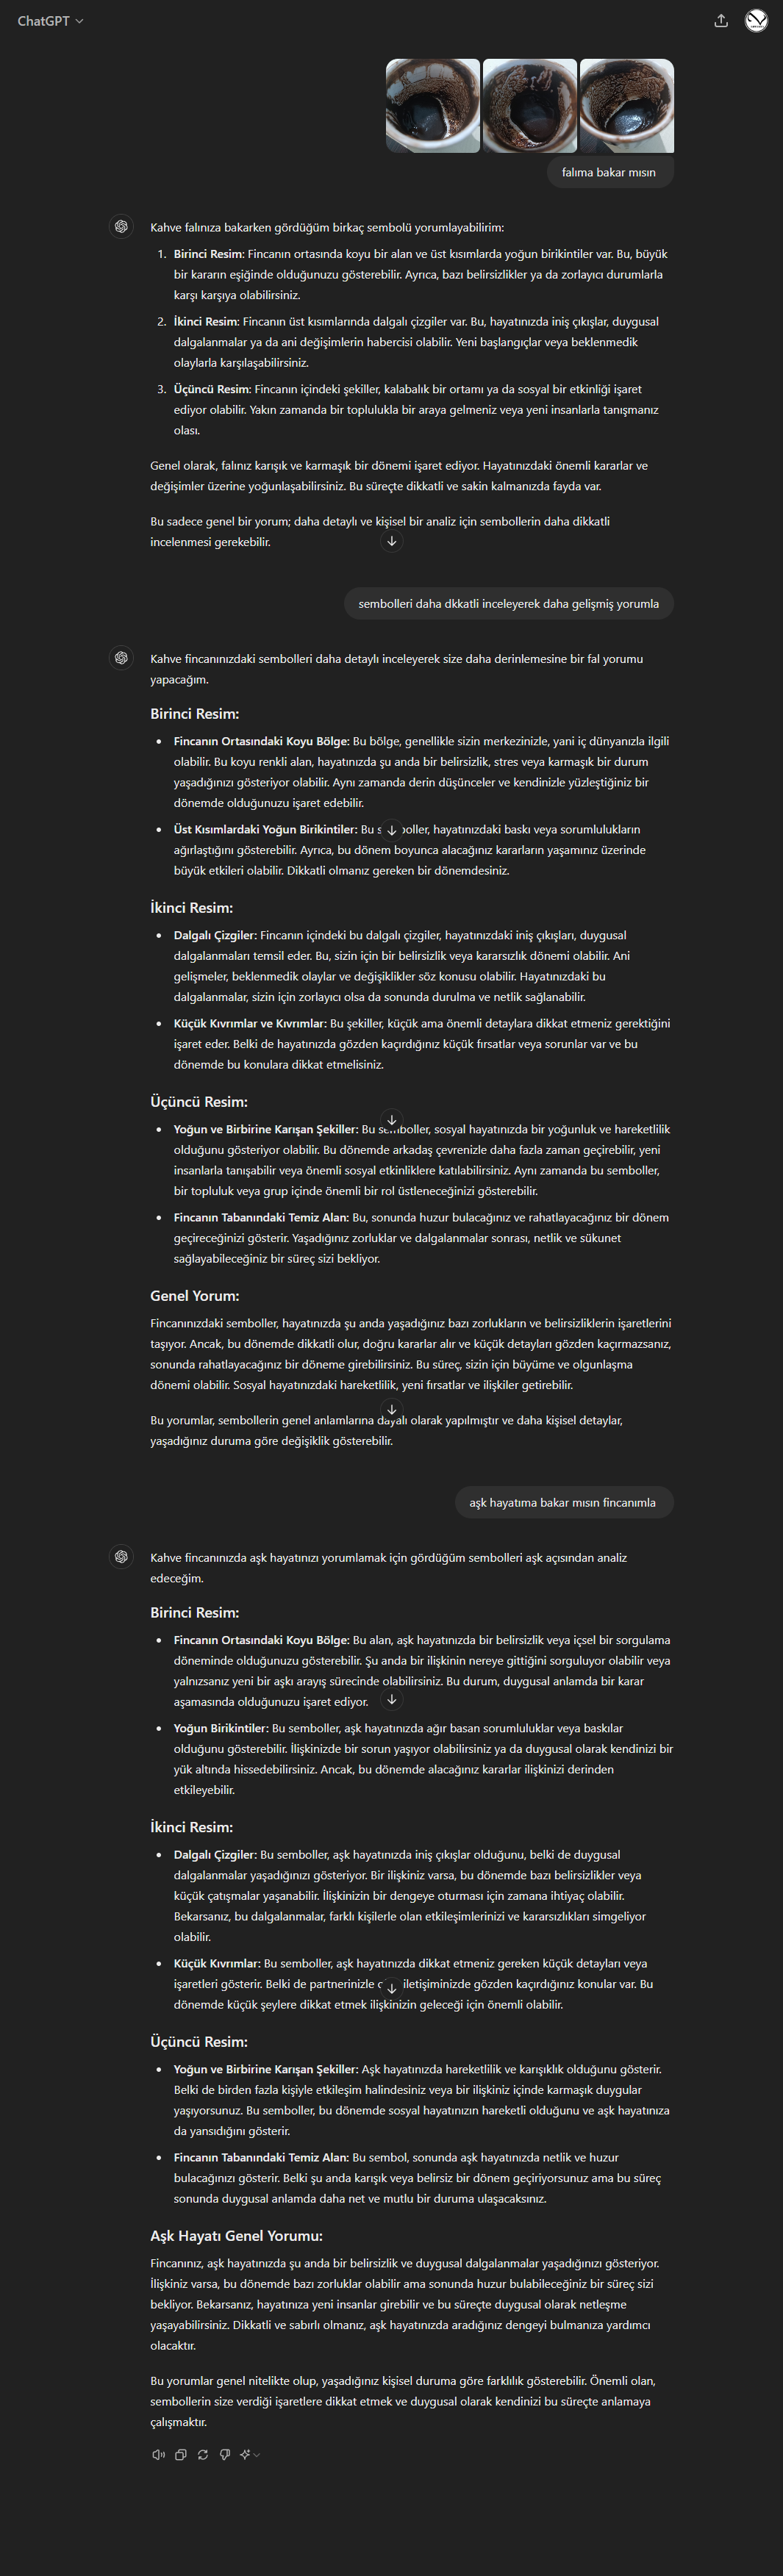 ChatGPT
falıma bakar mısın
Kahve falınıza bakarken gördüğüm birkaç sembolü yorumlayabilirim:
1. Birinci Resim: Fincanın ortasında koyu bir alan ve üst kısımlarda yoğun birikintiler var. Bu, büyük
bir kararın eşiğinde olduğunuzu gösterebilir. Ayrıca, bazı belirsizlikler ya da zorlayıcı durumlarla
karşı karşıya olabilirsiniz.
2. İkinci Resim: Fincanın üst kısımlarında dalgalı çizgiler var. Bu, hayatınızda iniş çıkışlar, duygusal
dalgalanmalar ya da ani değişimlerin habercisi olabilir. Yeni başlangıçlar veya beklenmedik
olaylarla karşılaşabilirsiniz.
3. Üçüncü Resim: Fincanın içindeki şekiller, kalabalık bir ortamı ya da sosyal bir etkinliği işaret
ediyor olabilir. Yakın zamanda bir toplulukla bir araya gelmeniz veya yeni insanlarla tanışmanız
olası.
Genel olarak, falınız karışık ve karmaşık bir dönemi işaret ediyor. Hayatınızdaki önemli kararlar ve
değişimler üzerine yoğunlaşabilirsiniz. Bu süreçte dikkatli ve sakin kalmanızda fayda var.
Bu sadece genel bir yorum; daha detaylı ve kişisel bir analiz için sembollerin daha dikkatli
incelenmesi gerekebilir.
sembolleri daha dkkatli inceleyerek daha gelişmiş yorumla
Kahve fincanınızdaki sembolleri daha detaylı inceleyerek size daha derinlemesine bir fal yorumu
yapacağım.
Birinci Resim:
• Fincanın Ortasındaki Koyu Bölge: Bu bölge, genellikle sizin merkezinizle, yani iç dünyanızla ilgili
olabilir. Bu koyu renkli alan, hayatınızda şu anda bir belirsizlik, stres veya karmaşık bir durum
yaşadığınızı gösteriyor olabilir. Aynı zamanda derin düşünceler ve kendinizle yüzleştiğiniz bir
dönemde olduğunuzu işaret edebilir.
• Üst Kısımlardaki Yoğun Birikintiler: Bu semboller, hayatınızdaki baskı veya sorumlulukların
ağırlaştığını gösterebilir. Ayrıca, bu dönem boyunca alacağınız kararların yaşamınız üzerinde
büyük etkileri olabilir. Dikkatli olmanız gereken bir dönemdesiniz.
İkinci Resim:
• Dalgalı Çizgiler: Fincanın içindeki bu dalgalı çizgiler, hayatınızdaki iniş çıkışları, duygusal
dalgalanmaları temsil eder. Bu, sizin için bir belirsizlik veya kararsızlık dönemi olabilir. Ani
gelişmeler, beklenmedik olaylar ve değişiklikler söz konusu olabilir. Hayatınızdaki bu
dalgalanmalar, sizin için zorlayıcı olsa da sonunda durulma ve netlik sağlanabilir.
• Küçük Kıvrımlar ve Kıvrımlar: Bu şekiller, küçük ama önemli detaylara dikkat etmeniz gerektiğini
işaret eder. Belki de hayatınızda gözden kaçırdığınız küçük fırsatlar veya sorunlar var ve bu
dönemde bu konulara dikkat etmelisiniz.
Üçüncü Resim:
• Yoğun ve Birbirine Karışan Şekiller: Bu semboller, sosyal hayatınızda bir yoğunluk ve hareketlilik
olduğunu gösteriyor olabilir. Bu dönemde arkadaş çevrenizle daha fazla zaman geçirebilir, yeni
insanlarla tanışabilir veya önemli sosyal etkinliklere katılabilirsiniz. Aynı zamanda bu semboller,
bir topluluk veya grup içinde önemli bir rol üstleneceğinizi gösterebilir.
• Fincanın Tabanındaki Temiz Alan: Bu, sonunda huzur bulacağınız ve rahatlayacağınız bir dönem
geçireceğinizi gösterir. Yaşadığınız zorluklar ve dalgalanmalar sonrası, netlik ve sükunet
sağlayabileceğiniz bir süreç sizi bekliyor.
Genel Yorum:
Fincanınızdaki semboller, hayatınızda şu anda yaşadığınız bazı zorlukların ve belirsizliklerin işaretlerini
taşıyor. Ancak, bu dönemde dikkatli olur, doğru kararlar alır ve küçük detayları gözden kaçırmazsanız,
sonunda rahatlayacağınız bir döneme girebilirsiniz. Bu süreç, sizin için büyüme ve olgunlaşma
dönemi olabilir. Sosyal hayatınızdaki hareketlilik, yeni fırsatlar ve ilişkiler getirebilir.
Bu yorumlar, sembollerin genel anlamlarına dayalı olarak yapılmıştır ve daha kişisel detaylar,
yaşadığınız duruma göre değişiklik gösterebilir.
aşk hayatıma bakar mısın fincanımla
Kahve fincanınızda aşk hayatınızı yorumlamak için gördüğüm sembolleri aşk açısından analiz
edeceğim.
Birinci Resim:
• Fincanın Ortasındaki Koyu Bölge: Bu alan, aşk hayatınızda bir belirsizlik veya içsel bir sorgulama
döneminde olduğunuzu gösterebilir. Şu anda bir ilişkinin nereye gittiğini sorguluyor olabilir veya
yalnızsanız yeni bir aşkı arayış sürecinde olabilirsiniz. Bu durum, duygusal anlamda bir karar
aşamasında olduğunuzu işaret ediyor.
• Yoğun Birikintiler: Bu semboller, aşk hayatınızda ağır basan sorumluluklar veya baskılar
olduğunu gösterebilir. İlişkinizde bir sorun yaşıyor olabilirsiniz ya da duygusal olarak kendinizi bir
yük altında hissedebilirsiniz. Ancak, bu dönemde alacağınız kararlar ilişkinizi derinden
etkileyebilir.
İkinci Resim:
• Dalgalı Çizgiler: Bu semboller, aşk hayatınızda iniş çıkışlar olduğunu, belki de duygusal
dalgalanmalar yaşadığınızı gösteriyor. Bir ilişkiniz varsa, bu dönemde bazı belirsizlikler veya
küçük çatışmalar yaşanabilir. İlişkinizin bir dengeye oturması için zamana ihtiyaç olabilir.
Bekarsanız, bu dalgalanmalar, farklı kişilerle olan etkileşimlerinizi ve kararsızlıkları simgeliyor
olabilir.
• Küçük Kıvrımlar: Bu semboller, aşk hayatınızda dikkat etmeniz gereken küçük detayları veya
işaretleri gösterir. Belki de partnerinizle iletişiminizde gözden kaçırdığınız konular var. Bu
dönemde küçük şeylere dikkat etmek ilişkinizin geleceği için önemli olabilir.
Üçüncü Resim:
• Yoğun ve Birbirine Karışan Şekiller: Aşk hayatınızda hareketlilik ve karışıklık olduğunu gösterir.
Belki de birden fazla kişiyle etkileşim halindesiniz veya bir ilişkiniz içinde karmaşık duygular
yaşıyorsunuz. Bu semboller, bu dönemde sosyal hayatınızın hareketli olduğunu ve aşk hayatınıza
da yansıdığını gösterir.
• Fincanın Tabanındaki Temiz Alan: Bu sembol, sonunda aşk hayatınızda netlik ve huzur
bulacağınızı gösterir. Belki şu anda karışık veya belirsiz bir dönem geçiriyorsunuz ama bu süreç
sonunda duygusal anlamda daha net ve mutlu bir duruma ulaşacaksınız.
Aşk Hayatı Genel Yorumu:
Fincanınız, aşk hayatınızda şu anda bir belirsizlik ve duygusal dalgalanmalar yaşadığınızı gösteriyor.
İlişkiniz varsa, bu dönemde bazı zorluklar olabilir ama sonunda huzur bulabileceğiniz bir süreç sizi
bekliyor. Bekarsanız, hayatınıza yeni insanlar girebilir ve bu süreçte duygusal olarak netleşme
yaşayabilirsiniz. Dikkatli ve sabırlı olmanız, aşk hayatınızda aradığınız dengeyi bulmanıza yardımcı
olacaktır.
Bu yorumlar genel nitelikte olup, yaşadığınız kişisel duruma göre farklılık gösterebilir. Önemli olan,
sembollerin size verdiği işaretlere dikkat etmek ve duygusal olarak kendinizi bu süreçte anlamaya
çalışmaktır.